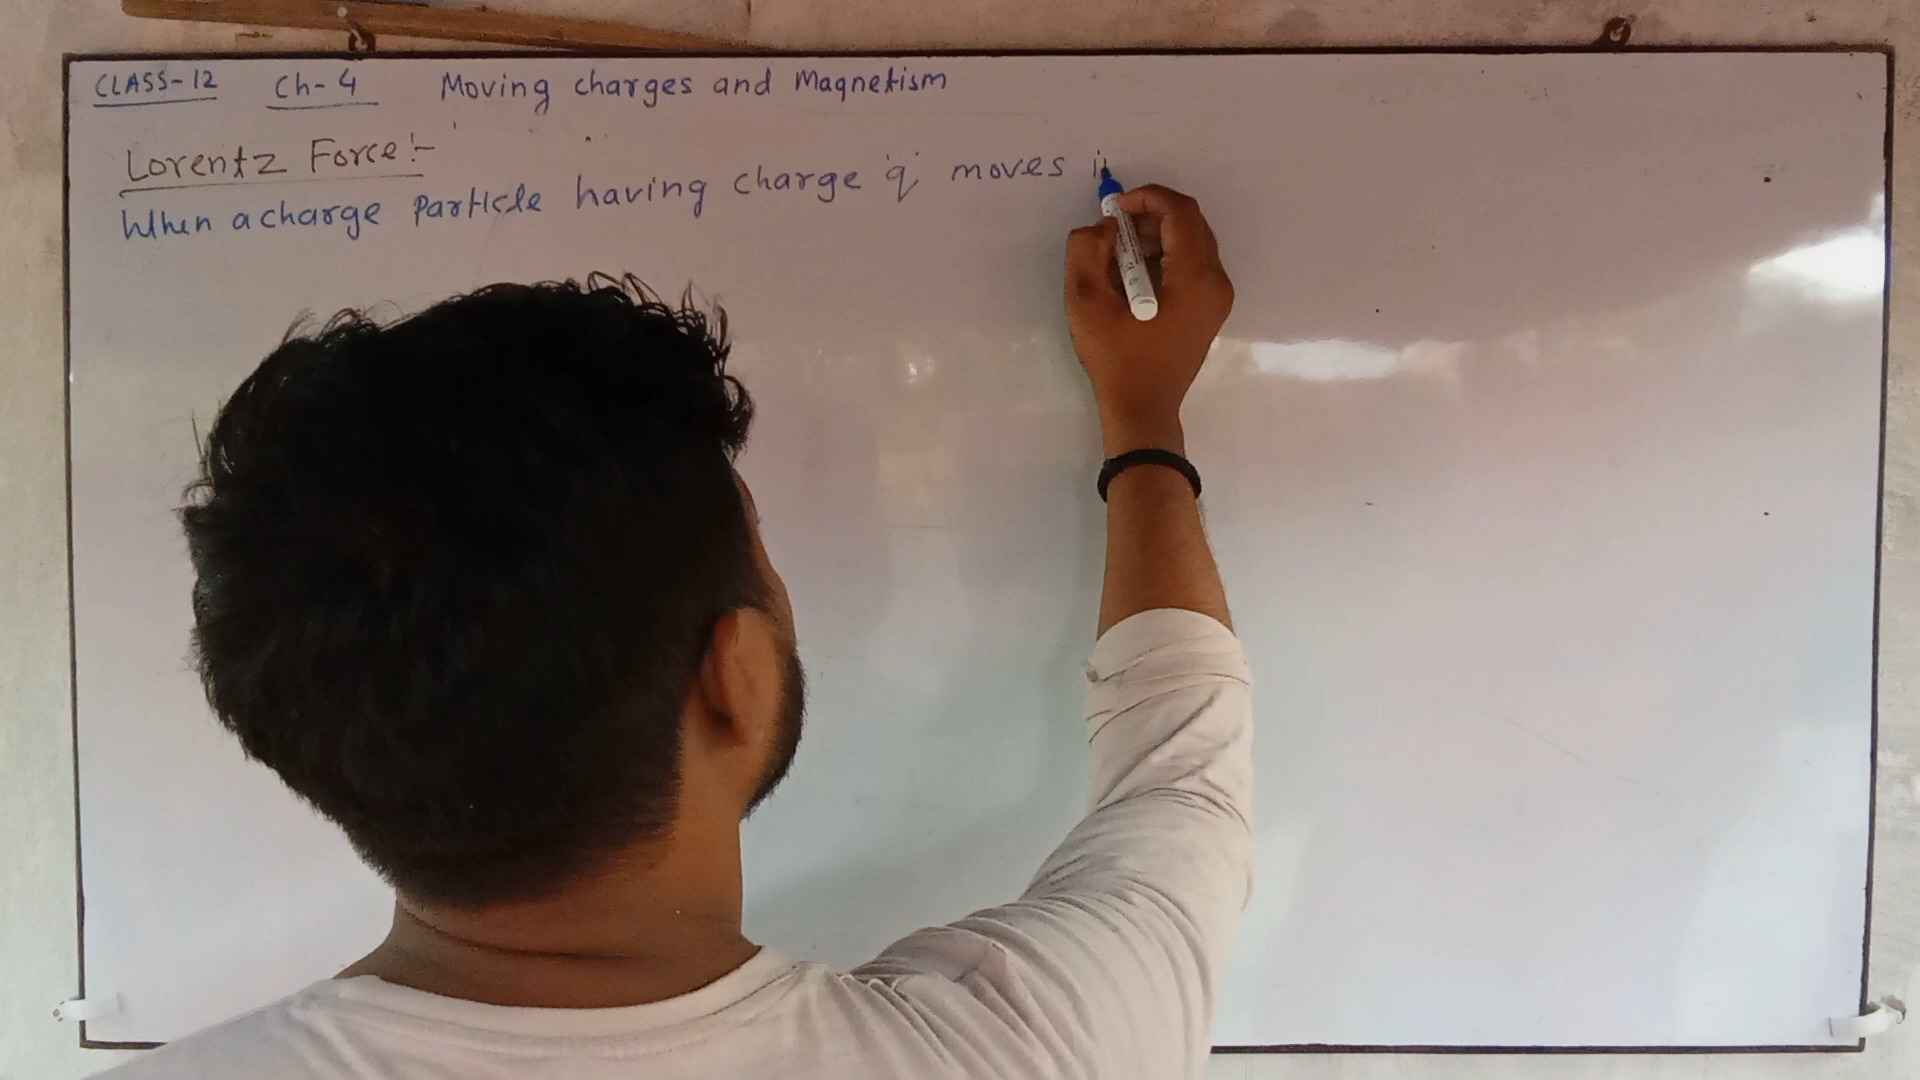 CLASS-12 Ch-4 Moving charges and Magnetism
Lorentz Force:-
When a charge particle having charge 'q' moves i